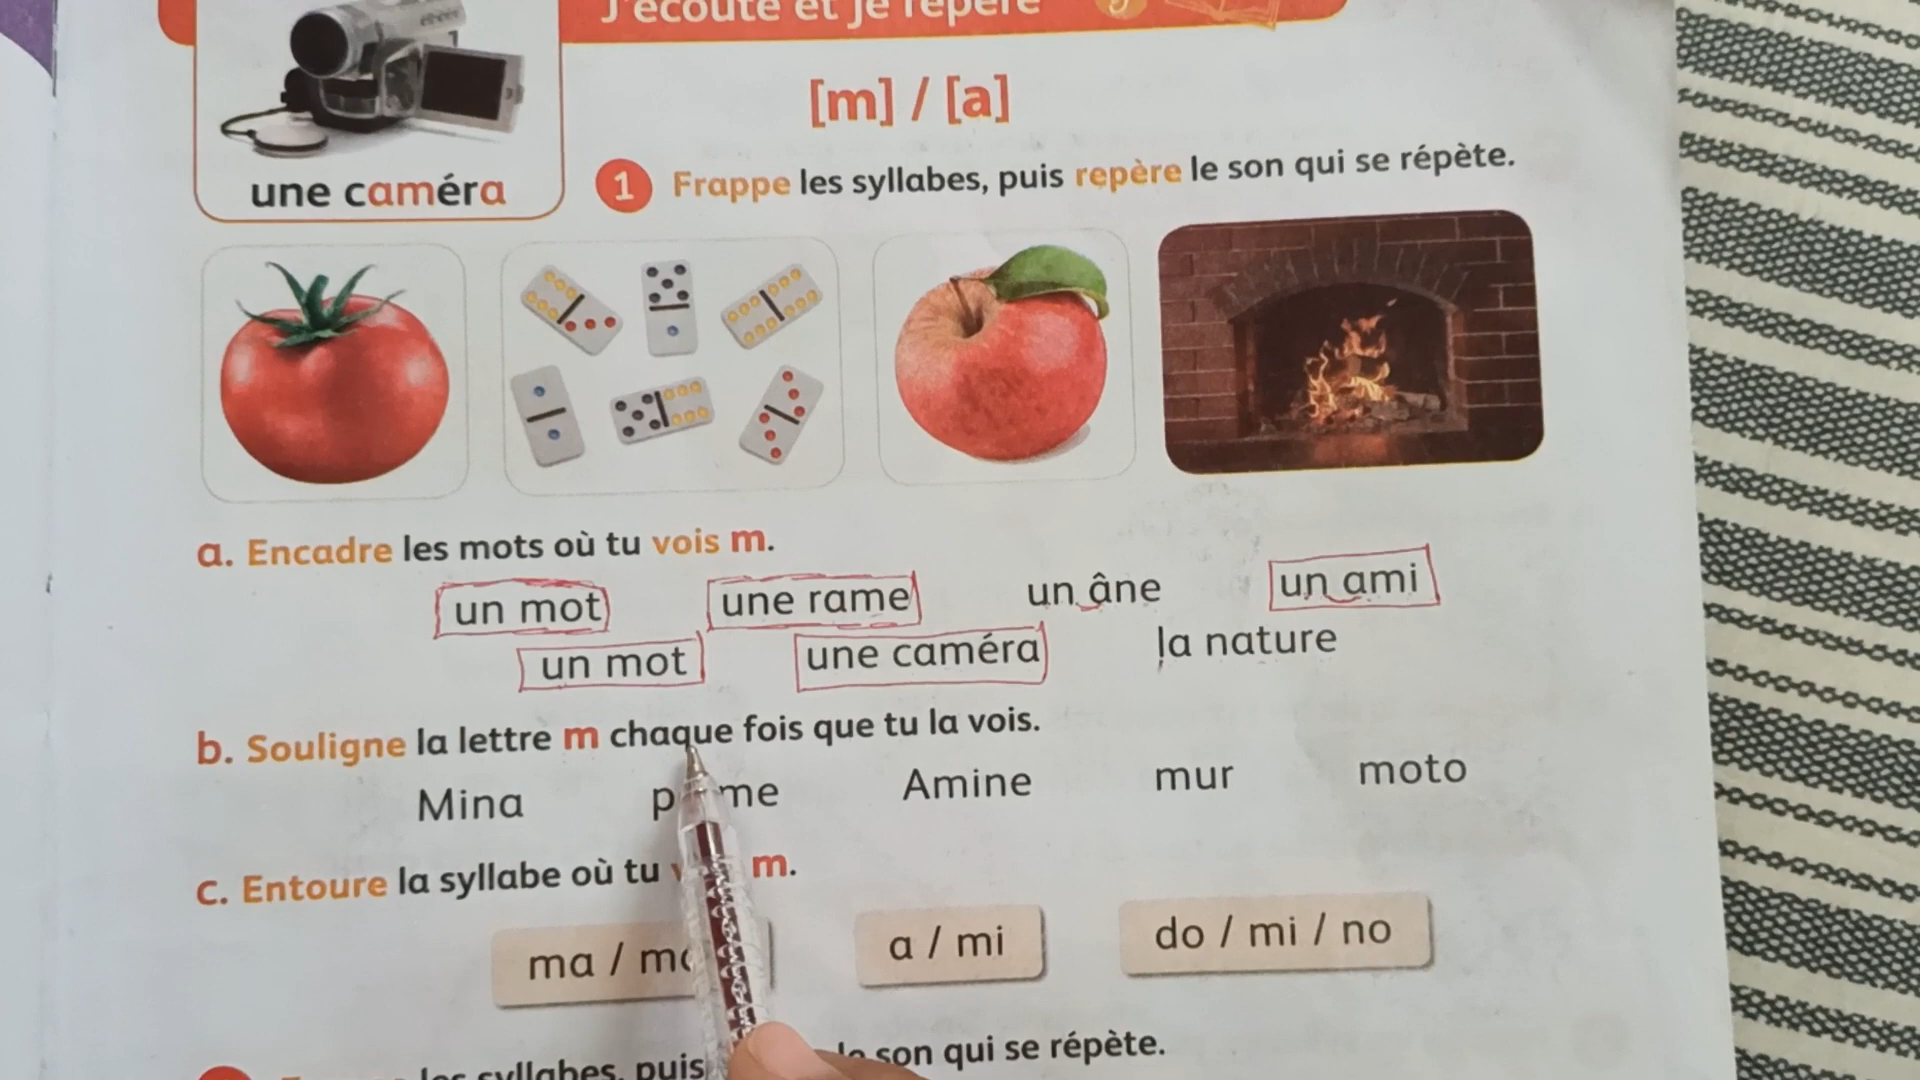 J'écoute et je repère
[m] / [a]
une caméra
1 Frappe les syllabes, puis repère le son qui se répète.
a. Encadre les mots où tu vois m.
un mot une rame un âne un ami
un mot une caméra la nature
b. Souligne la lettre m chaque fois que tu la vois.
Mina Amine mur moto
c. Entoure la syllabe où tu m.
ma / a / mi do / mi / no
les syllabes, puis son qui se répète.